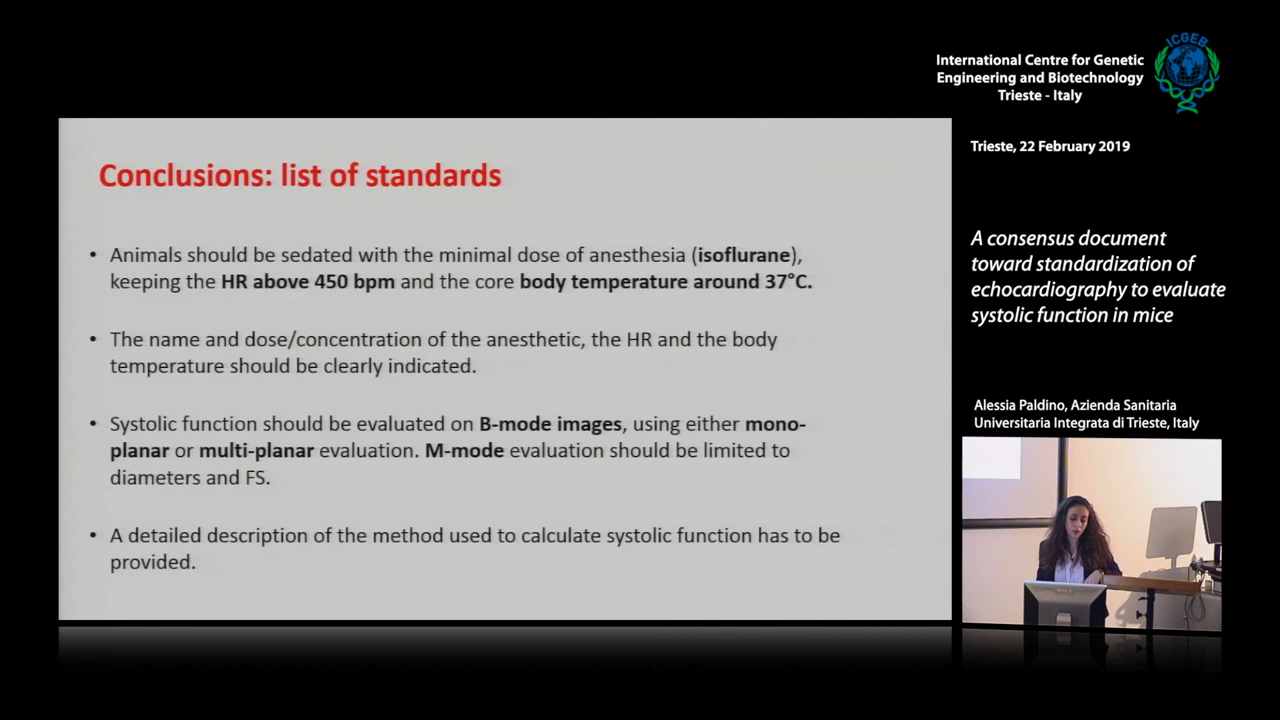 ICGEB
International Centre for Genetic
Engineering and Biotechnology
Trieste - Italy
Trieste, 22 February 2019
Conclusions: list of standards
• Animals should be sedated with the minimal dose of anesthesia (isoflurane),
keeping the HR above 450 bpm and the core body temperature around 37°C.
• The name and dose/concentration of the anesthetic, the HR and the body
temperature should be clearly indicated.
• Systolic function should be evaluated on B-mode images, using either mono-
planar or multi-planar evaluation. M-mode evaluation should be limited to
diameters and FS.
• A detailed description of the method used to calculate systolic function has to be
provided.
A consensus document
toward standardization of
echocardiography to evaluate
systolic function in mice
Alessia Paldino, Azienda Sanitaria
Universitaria Integrata di Trieste, Italy